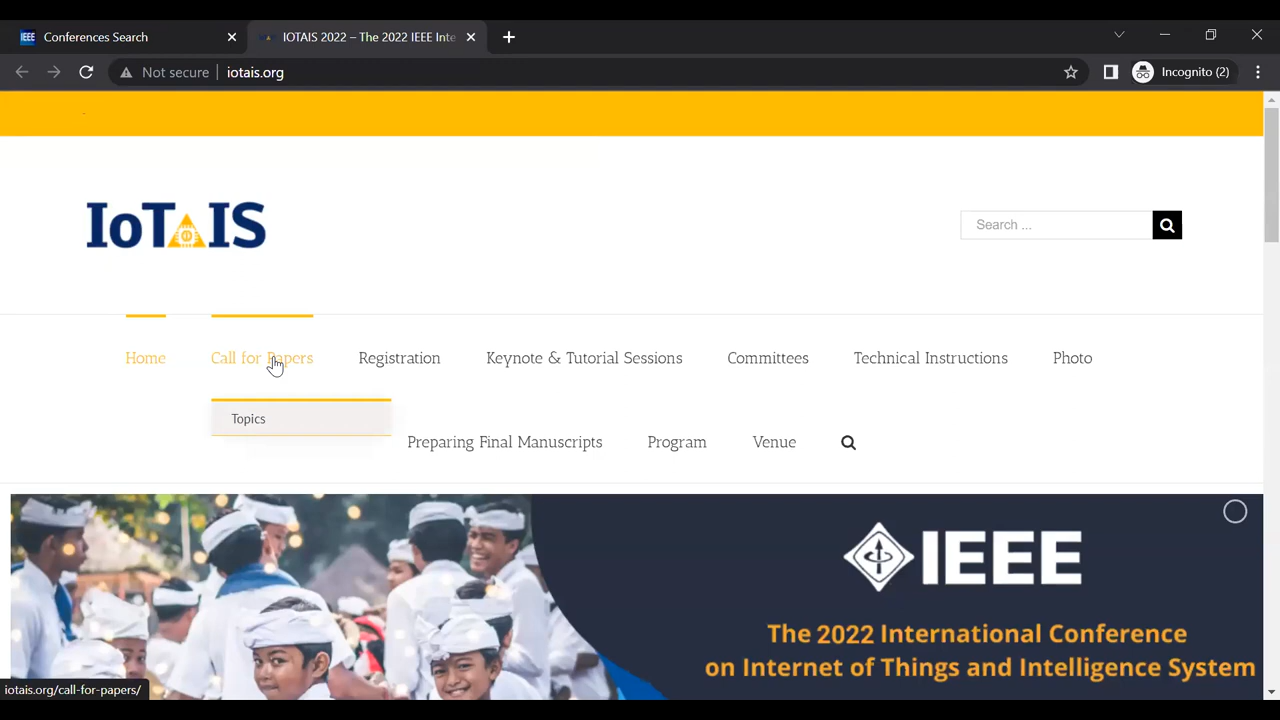 IEEE Conferences Search
IOTAIS 2022 – The 2022 IEEE Inte
Not secure iotais.org
Incognito (2)
IoTAIS
Search ...
Home Call for Papers Registration Keynote & Tutorial Sessions Committees Technical Instructions Photo
Topics
Preparing Final Manuscripts Program Venue
IEEE
The 2022 International Conference
on Internet of Things and Intelligence System
iotais.org/call-for-papers/